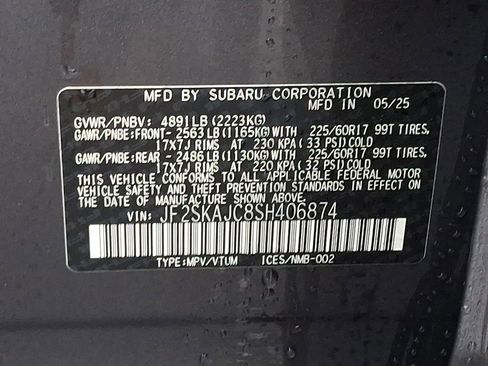 MFD BY SUBARU CORPORATION
MFD IN 05/25
GVWR/PNBV: 4891LB (2223KG)
GAWR/PNBE:FRONT- 2563LB(1165KG)WITH 225/60R17 99T TIRES,
17x7J RIMS AT 230 KPA(33 PSI)COLD
GAWR/PNBE:REAR - 2486LB(1130KG)WITH 225/60R17 99T TIRES,
17x7J RIMS AT 220 KPA(32 PSI)COLD
THIS VEHICLE CONFORMS TO ALL APPLICABLE FEDERAL MOTOR
VEHICLE SAFETY, BUMPER, AND THEFT PREVENTION STANDARDS
IN EFFECT ON THE DATE OF MANUFACTURE SHOWN ABOVE.
VIN: JF2SKAJC8SH406874
TYPE:MPV/VTUM ICES/NMB-002